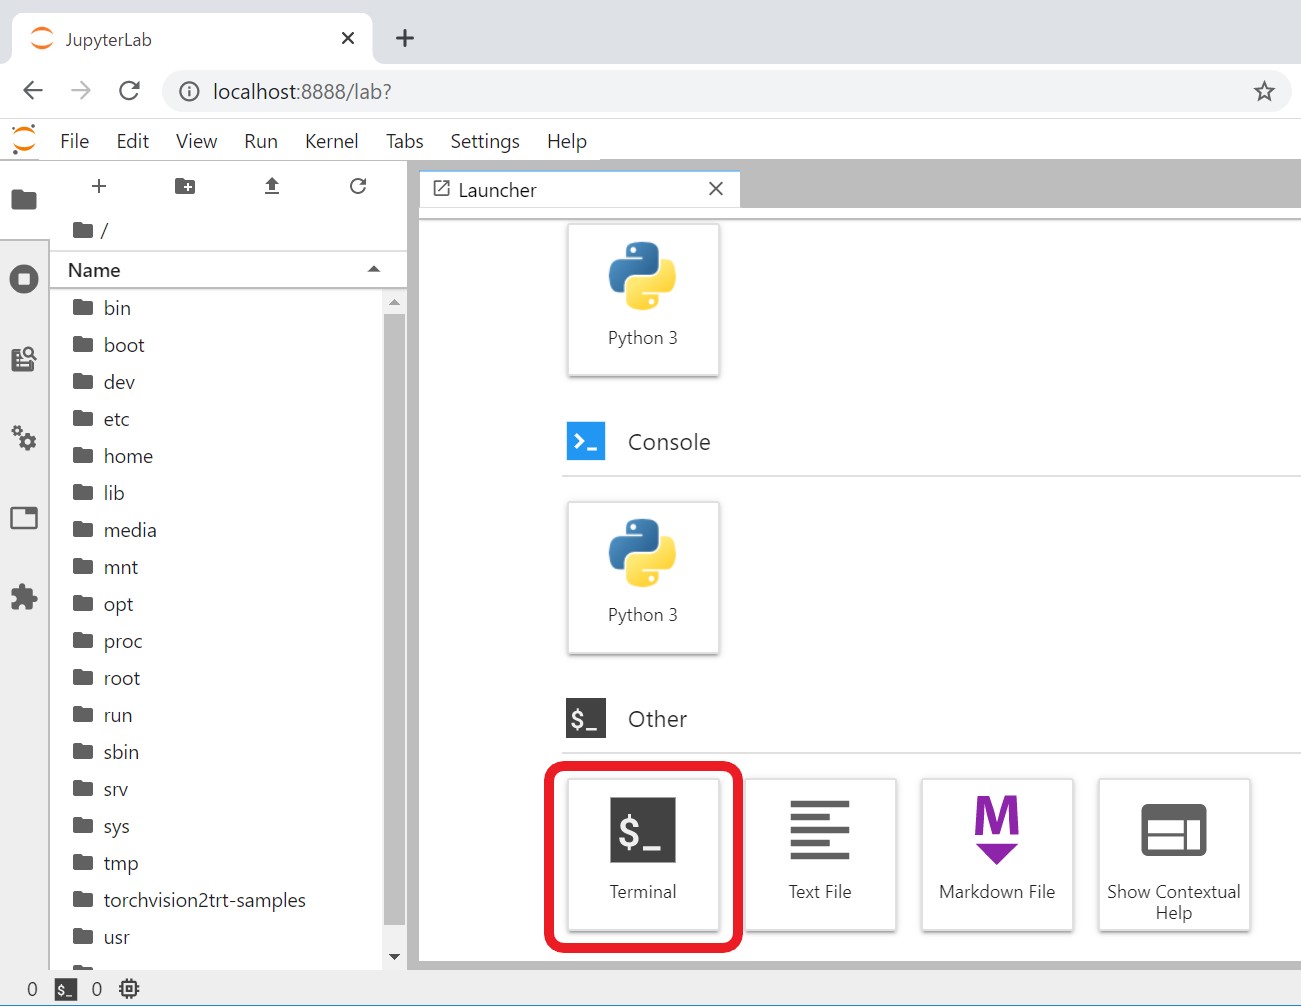 JupyterLab
localhost:8888/lab?
File Edit View Run Kernel Tabs Settings Help
Launcher
/
Name
bin
boot
dev
etc
home
lib
media
mnt
opt
proc
root
run
sbin
srv
sys
tmp
torchvision2trt-samples
usr
Python 3
Console
Python 3
$_ Other
$_
Terminal
Text File
M
Markdown File
Show Contextual
Help
0 $_ 0